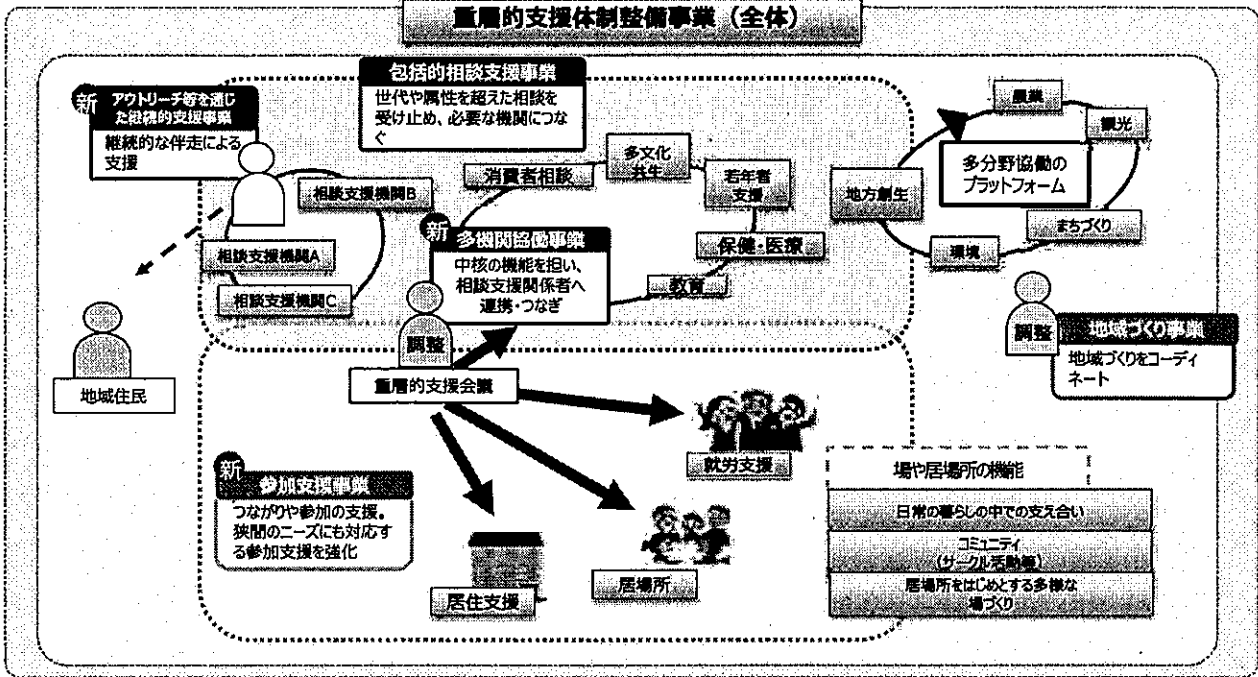 重層的支援体制整備事業（全体）
新
アウトリーチ等を通じ
た継続的支援事業
継続的な伴走による
支援
包括的相談支援事業
世代や属性を超えた相談を
受け止め、必要な機関につな
ぐ
相談支援機関B
相談支援機関A
相談支援機関C
消費者相談
多文化
共生
若年者
支援
保健・医療
教育
新
多機関協働事業
中核の機能を担い、
相談支援関係者へ
連携・つなぎ
調整
重層的支援会議
農業
観光
多分野協働の
プラットフォーム
地方創生
まちづくり
環境
調整
地域づくり事業
地域づくりをコーディ
ネート
地域住民
新
参加支援事業
つながりや参加の支援。
狭間のニーズにも対応す
る参加支援を強化
就労支援
居場所
居住支援
場や居場所の機能
日常の暮らしの中での支え合い
コミュニティ
(サークル活動等)
居場所をはじめとする多様な
場づくり